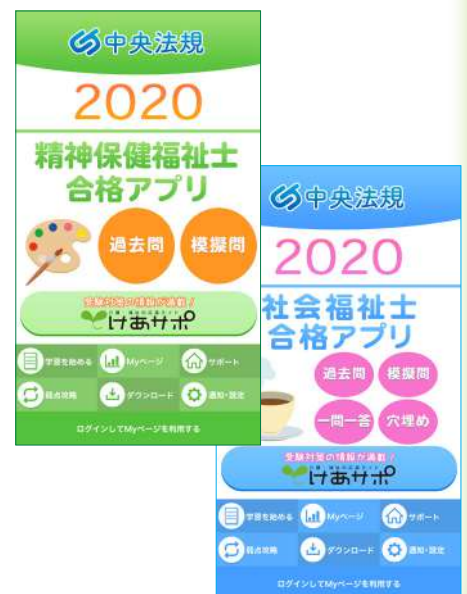 中央法規
2020
精神保健福祉士
合格アプリ
過去問
模擬問
受験対策の情報が満載！
けあサポ
学習を始める
Myページ
サポート
弱点攻略
ダウンロード
通知・設定
ログインしてMyページを利用する
中央法規
2020
社会福祉士
合格アプリ
過去問
模擬問
一問一答
穴埋め
受験対策の情報が満載！
けあサポ
学習を始める
Myページ
サポート
弱点攻略
ダウンロード
通知・設定
ログインしてMyページを利用する